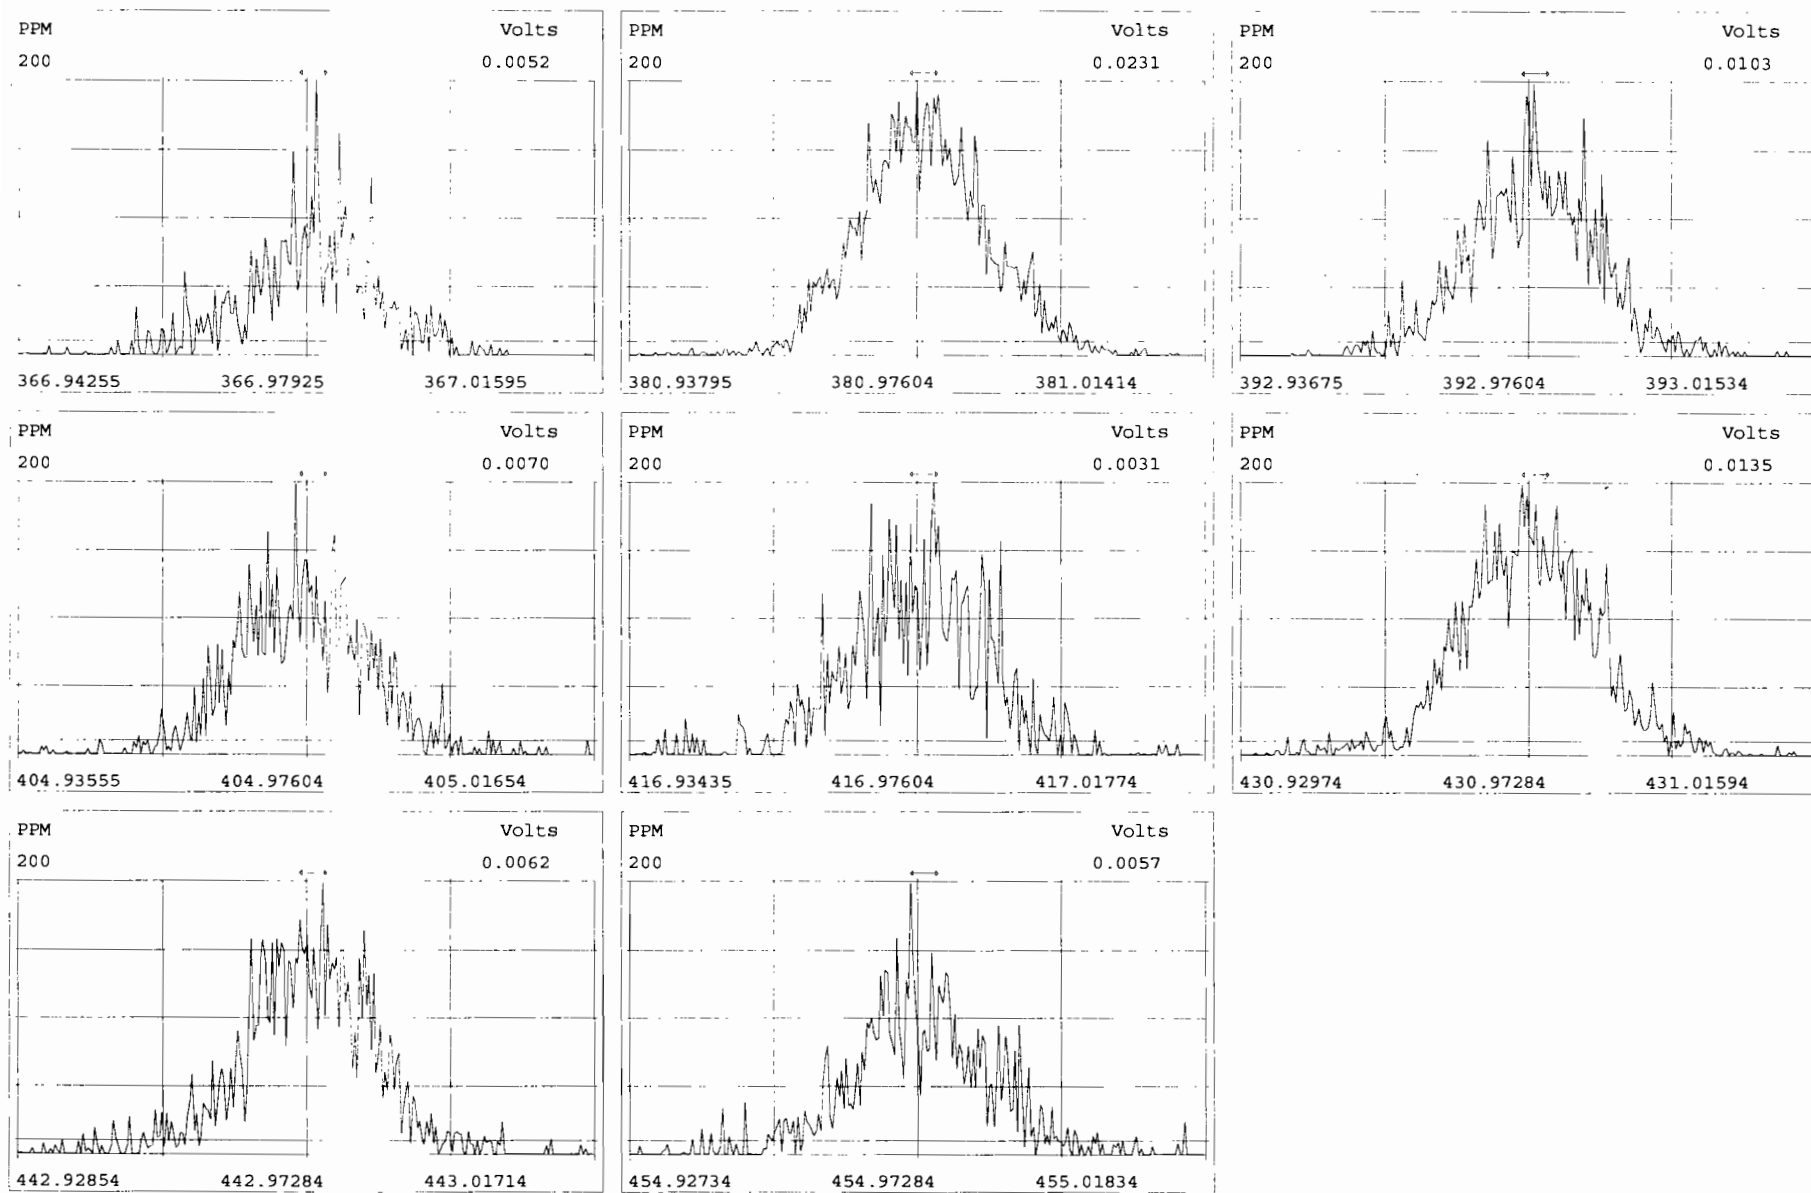 PPM Volts
200 0.0052
366.94255 366.97925 367.01595
PPM Volts
200 0.0231
380.93795 380.97604 381.01414
PPM Volts
200 0.0103
392.93675 392.97604 393.01534
PPM Volts
200 0.0070
404.93555 404.97604 405.01654
PPM Volts
200 0.0031
416.93435 416.97604 417.01774
PPM Volts
200 0.0135
430.92974 430.97284 431.01594
PPM Volts
200 0.0062
442.92854 442.97284 443.01714
PPM Volts
200 0.0057
454.92734 454.97284 455.01834